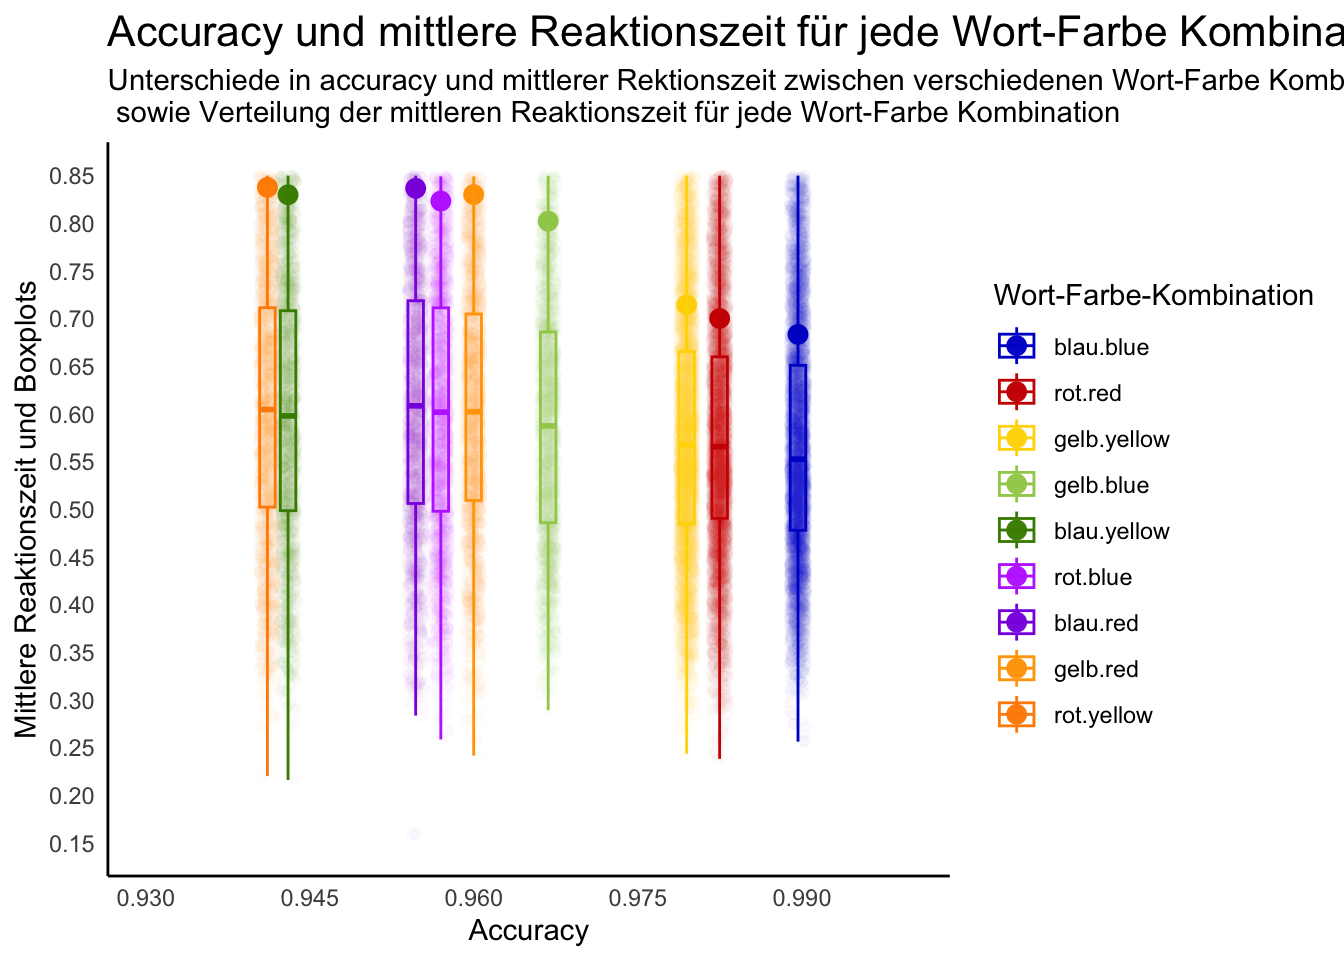 Accuracy und mittlere Reaktionszeit für jede Wort-Farbe Kombina
Unterschiede in accuracy und mittlerer Rektionszeit zwischen verschiedenen Wort-Farbe Komb
sowie Verteilung der mittleren Reaktionszeit für jede Wort-Farbe Kombination
Mittlere Reaktionszeit und Boxplots
0.85
0.80
0.75
0.70
0.65
0.60
0.55
0.50
0.45
0.40
0.35
0.30
0.25
0.20
0.15
0.930 0.945 0.960 0.975 0.990
Accuracy
Wort-Farbe-Kombination
blau.blue
rot.red
gelb.yellow
gelb.blue
blau.yellow
rot.blue
blau.red
gelb.red
rot.yellow